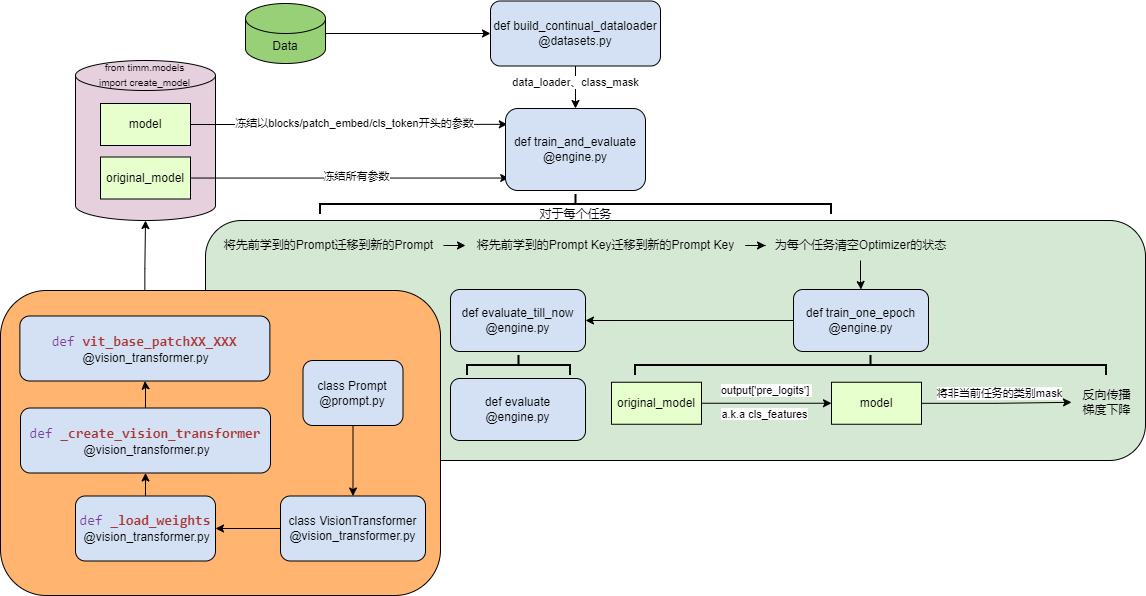 Data
def build_continual_dataloader
@datasets.py
data_loader、class_mask
from timm.models
import create_model
model
冻结以blocks/patch_embed/cls_token开头的参数
def train_and_evaluate
@engine.py
original_model
冻结所有参数
对于每个任务
将先前学到的Prompt迁移到新的Prompt
将先前学到的Prompt Key迁移到新的Prompt Key
为每个任务清空Optimizer的状态
def evaluate_till_now
@engine.py
def train_one_epoch
@engine.py
def evaluate
@engine.py
original_model
output['pre_logits']
a.k.a cls_features
model
将非当前任务的类别mask
反向传播
梯度下降
def vit_base_patchXX_XXX
@vision_transformer.py
class Prompt
@prompt.py
def _create_vision_transformer
@vision_transformer.py
def _load_weights
@vision_transformer.py
class VisionTransformer
@vision_transformer.py